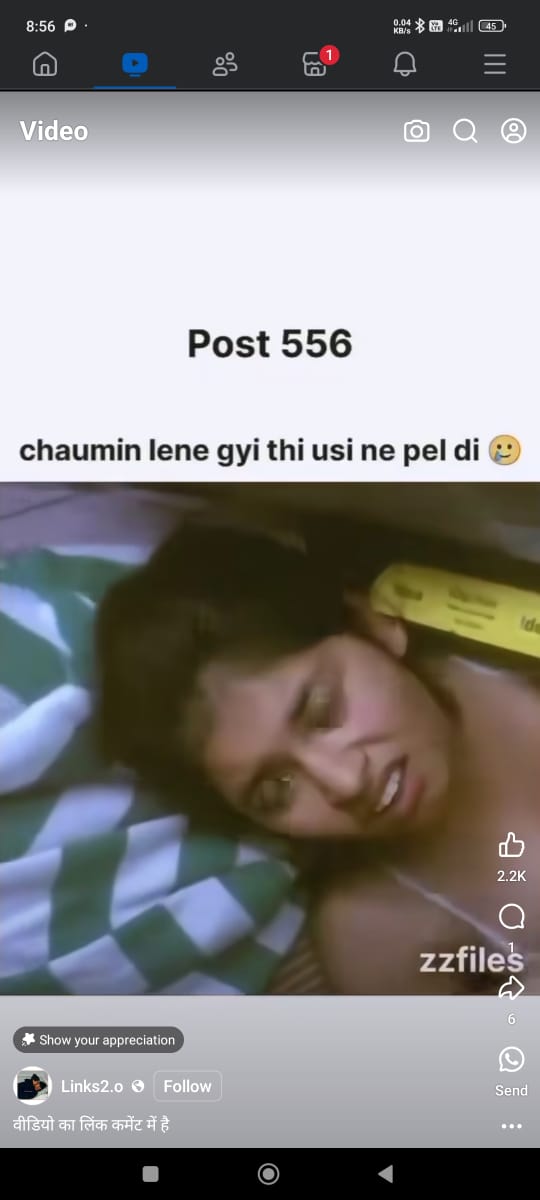 8:56
0.04 KB/s
4G
45
1
Video
Post 556
chaumin lene gyi thi usi ne pel di 🥲
2.2K
1
zzfiles
6
Show your appreciation
Links2.o
Follow
Send
वीडियो का लिंक कमेंट में है